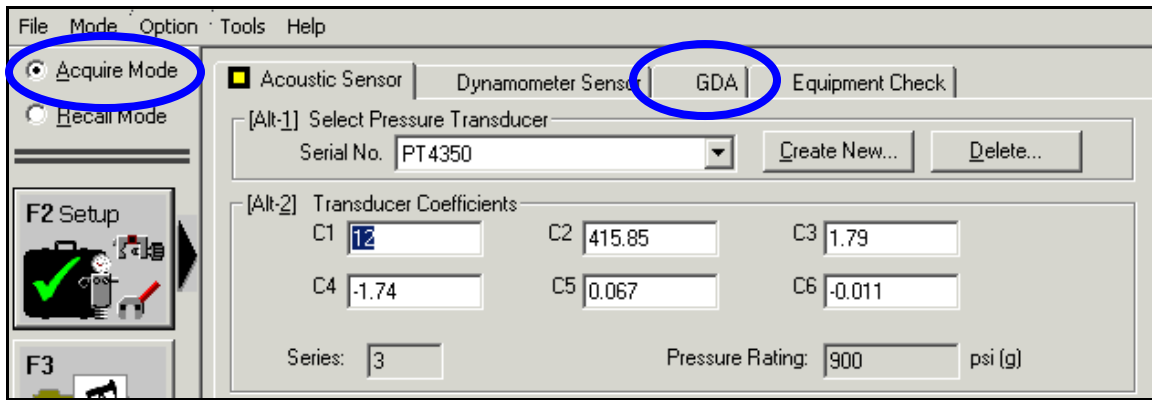 File Mode Option Tools Help
Acquire Mode
Recall Mode
Acoustic Sensor Dynamometer Sensor GDA Equipment Check
[Alt-1] Select Pressure Transducer
Serial No. PT4350 Create New... Delete...
F2 Setup
[Alt-2] Transducer Coefficients
C1 12 C2 415.85 C3 1.79
C4 -1.74 C5 0.067 C6 -0.011
F3
Series: 3 Pressure Rating: 900 psi (g)